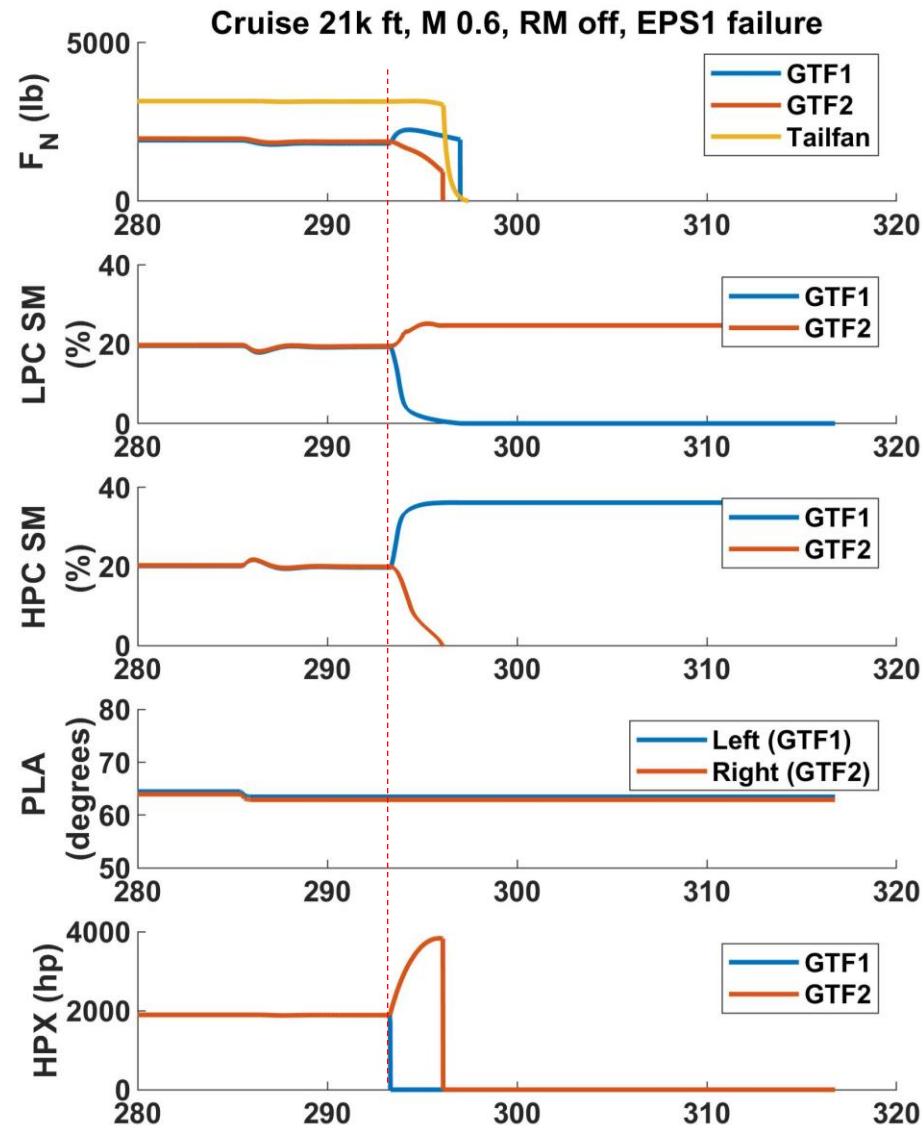 Cruise 21k ft, M 0.6, RM off, EPS1 failure
F_N (lb)
5000
0
280 290 300 310 320
GTF1
GTF2
Tailfan
LPC SM
(%)
40
20
0
280 290 300 310 320
GTF1
GTF2
HPC SM
(%)
40
20
0
280 290 300 310 320
GTF1
GTF2
PLA
(degrees)
80
70
60
50
280 290 300 310 320
Left (GTF1)
Right (GTF2)
HPX (hp)
4000
2000
0
280 290 300 310 320
GTF1
GTF2